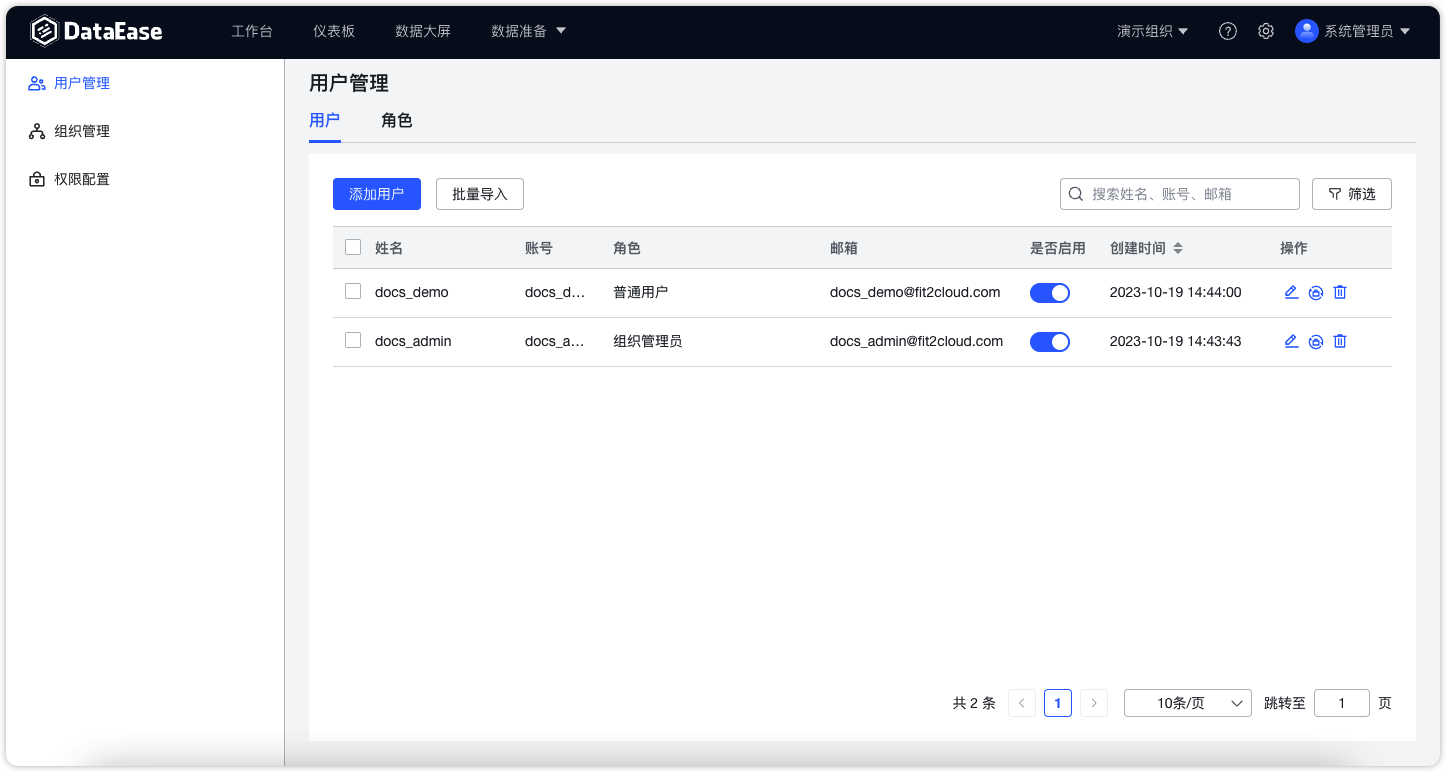 DataEase 工作台 仪表板 数据大屏 数据准备 演示组织 系统管理员
用户管理
组织管理
权限配置
用户管理
用户 角色
添加用户 批量导入 搜索姓名、账号、邮箱 筛选
姓名 账号 角色 邮箱 是否启用 创建时间 操作
docs_demo docs_d... 普通用户 docs_demo@fit2cloud.com 2023-10-19 14:44:00
docs_admin docs_a... 组织管理员 docs_admin@fit2cloud.com 2023-10-19 14:43:43
共 2 条 1 10条/页 跳转至 1 页